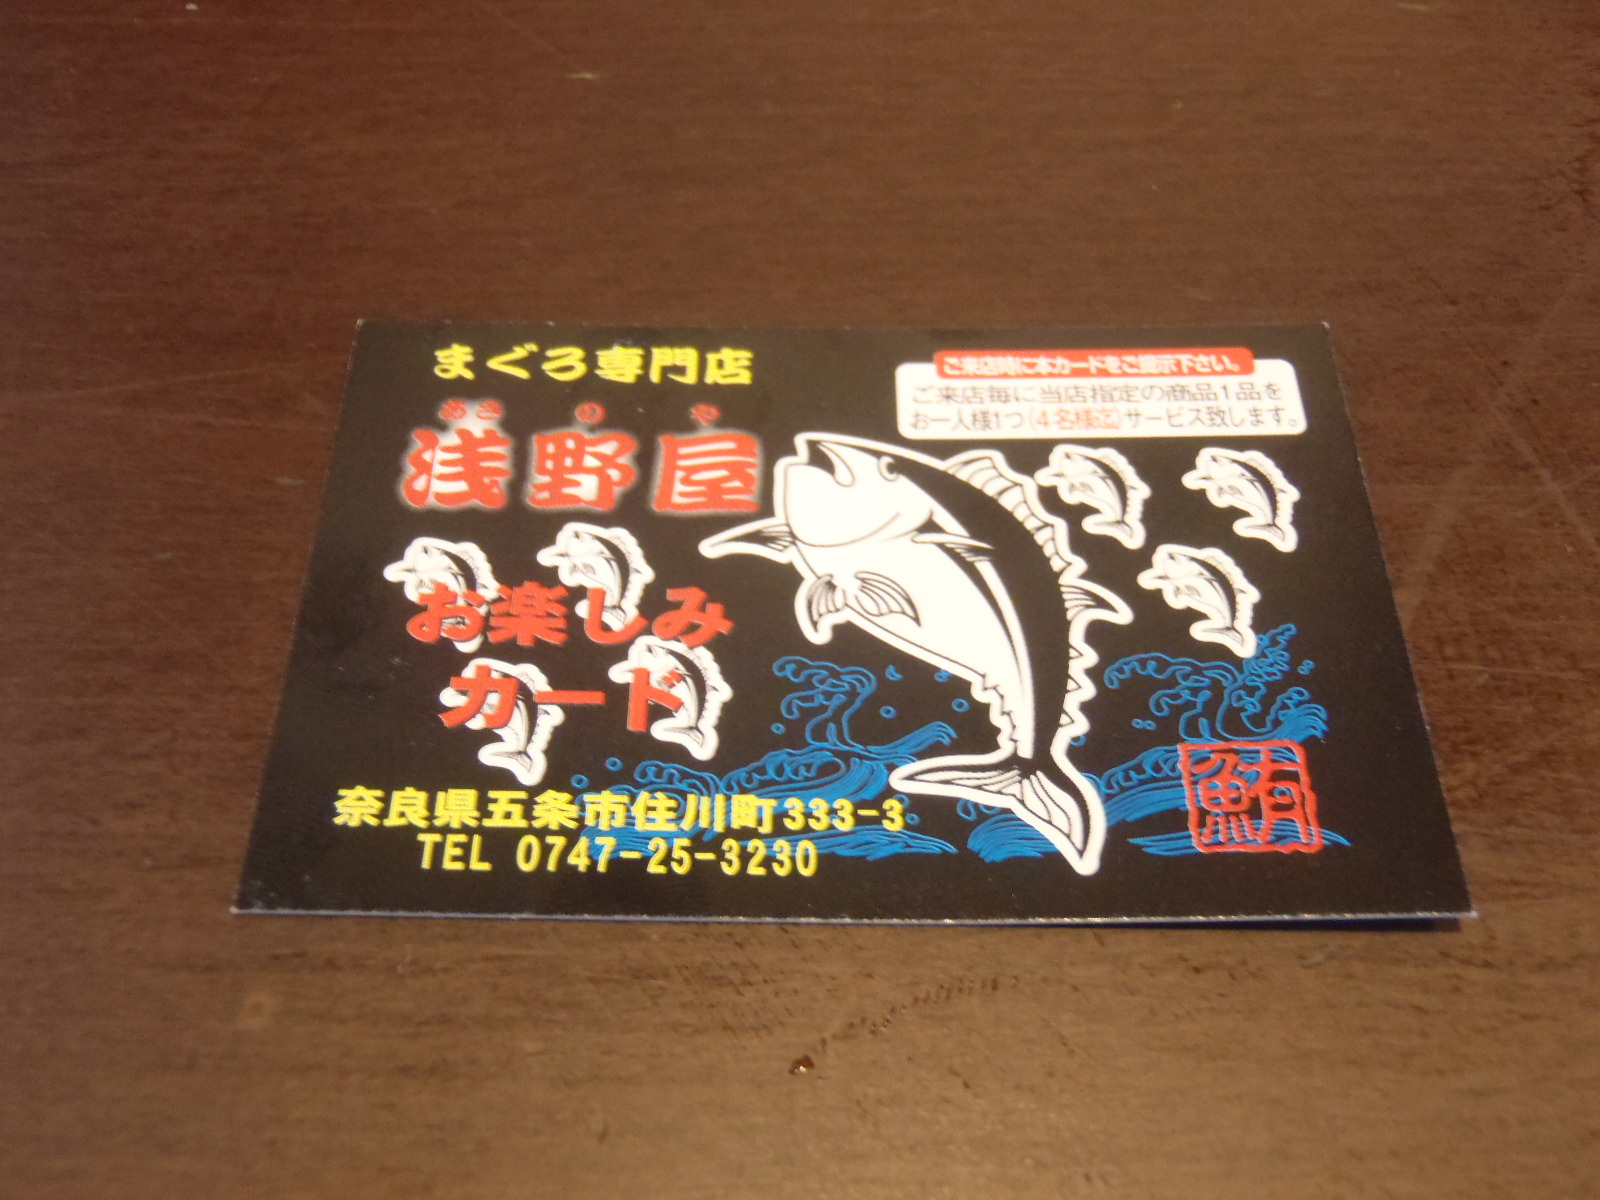 まぐろ専門店
あさ の や
浅野屋
お楽しみ
カード
奈良県五条市住川町333-3
TEL 0747-25-3230
ご来店時に本カードをご提示下さい。
ご来店毎に当店指定の商品1品を
お一人様1つ(4名様迄)サービス致します。
鮪